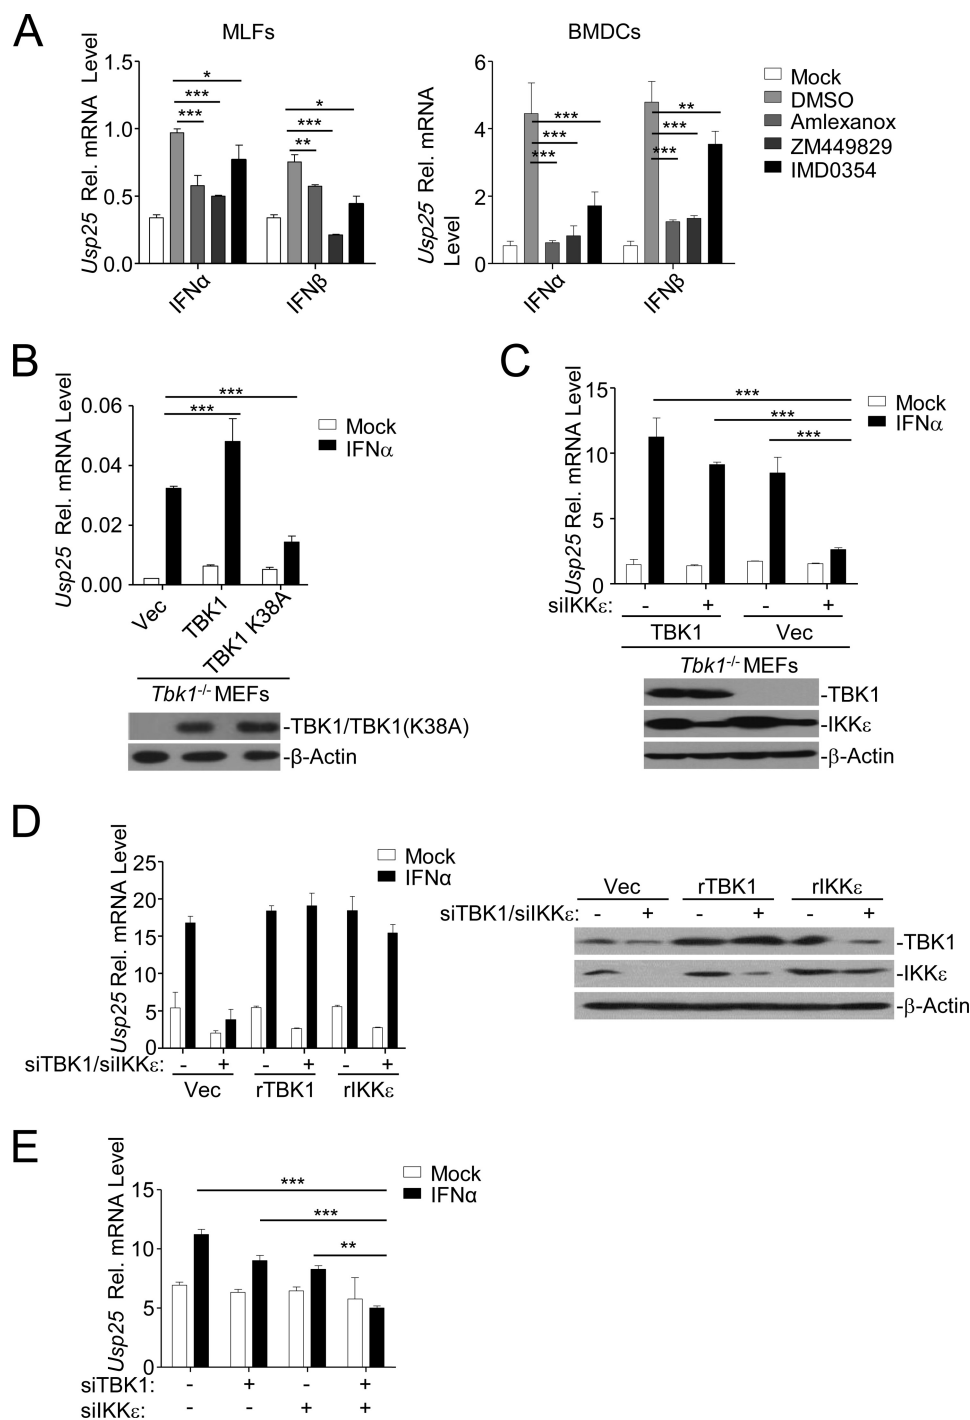 A
MLFs
BMDCs
Usp25 Rel. mRNA Level
1.5
1.0
0.5
0.0
*
***
***
*
***
**
IFNα
IFNβ
Usp25 Rel. mRNA
Level
6
4
2
0
***
***
***
**
***
***
IFNα
IFNβ
Mock
DMSO
Amlexanox
ZM449829
IMD0354
B
Usp25 Rel. mRNA Level
0.06
0.04
0.02
0.00
***
***
Mock
IFNα
Vec
TBK1
TBK1 K38A
Tbk1-/- MEFs
-TBK1/TBK1(K38A)
-β-Actin
C
Usp25 Rel. mRNA Level
15
10
5
0
***
***
***
Mock
IFNα
siIKKε: - + - +
TBK1 Vec
Tbk1-/- MEFs
-TBK1
-IKKε
-β-Actin
D
Usp25 Rel. mRNA Level
25
20
15
10
5
0
Mock
IFNα
siTBK1/siIKKε: - + - + - +
Vec rTBK1 rIKKε
Vec rTBK1 rIKKε
siTBK1/siIKKε: - + - + - +
-TBK1
-IKKε
-β-Actin
E
Usp25 Rel. mRNA Level
15
10
5
0
***
***
**
Mock
IFNα
siTBK1: - + - +
siIKKε: - - + +